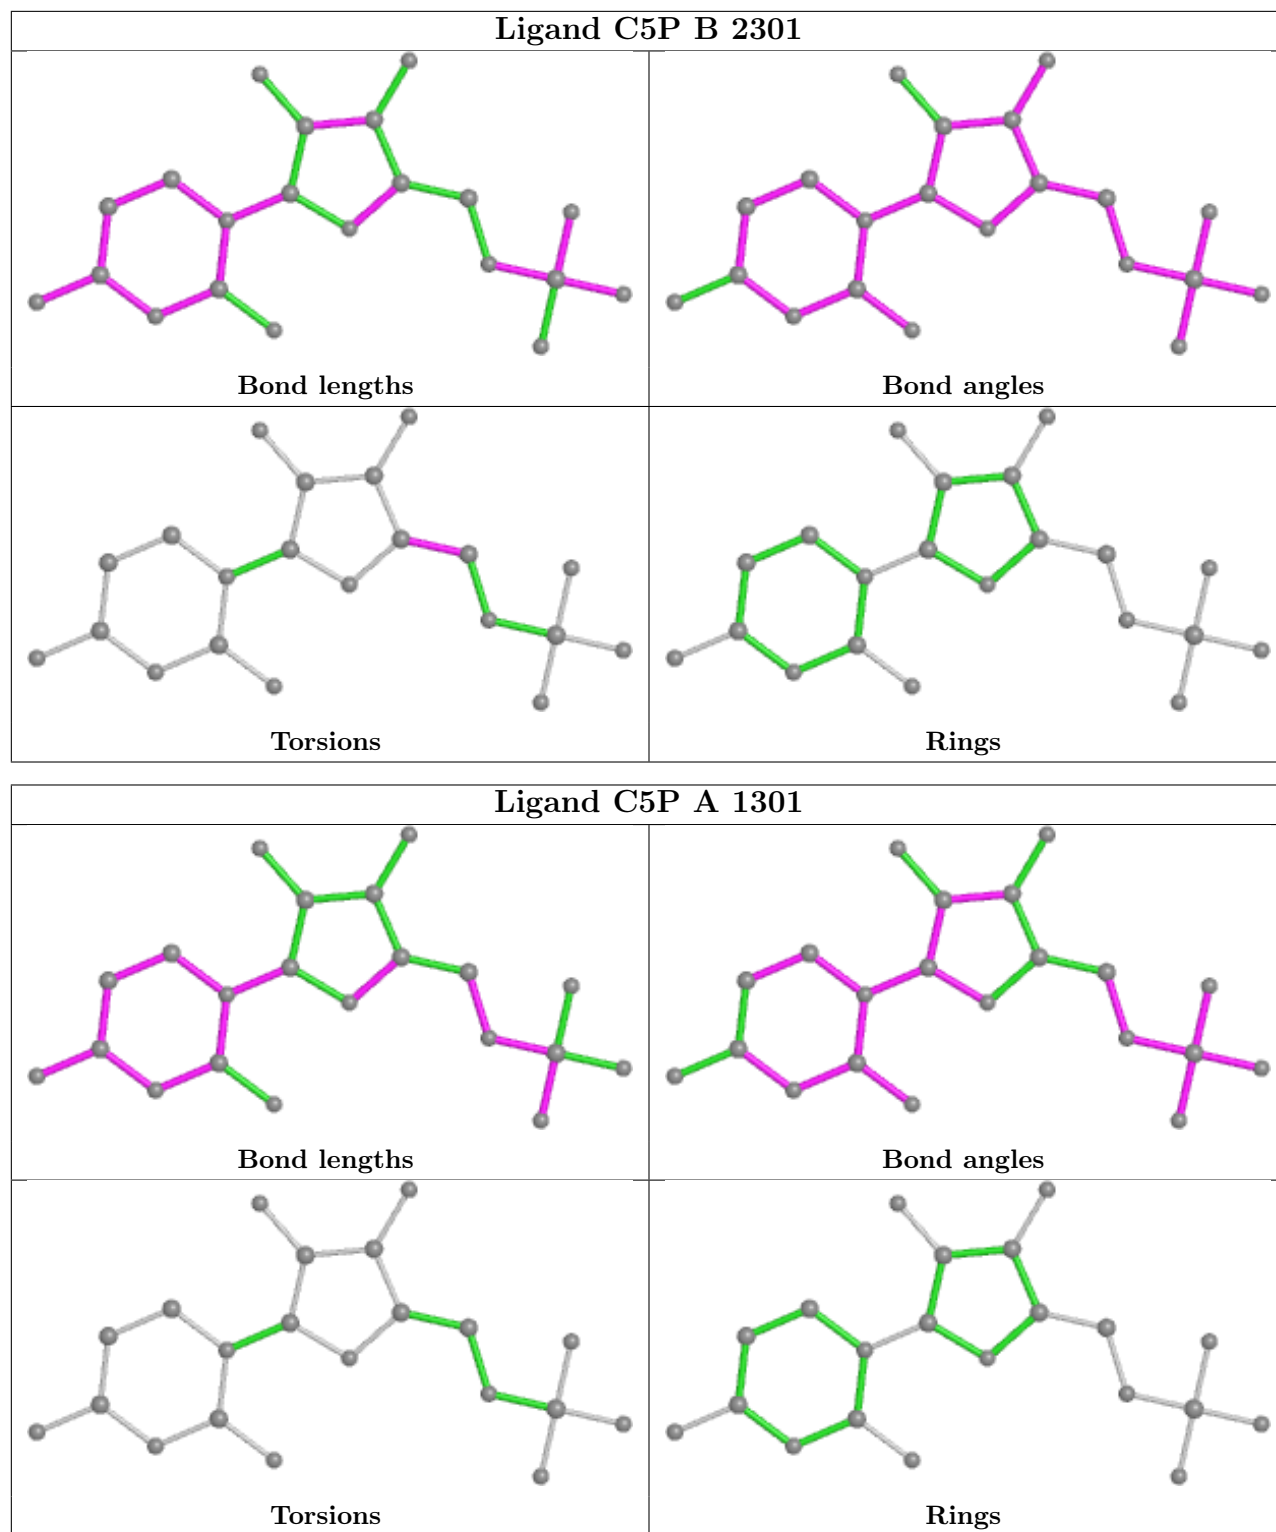 Ligand C5P B 2301
Bond lengths
Bond angles
Torsions
Rings
Ligand C5P A 1301
Bond lengths
Bond angles
Torsions
Rings